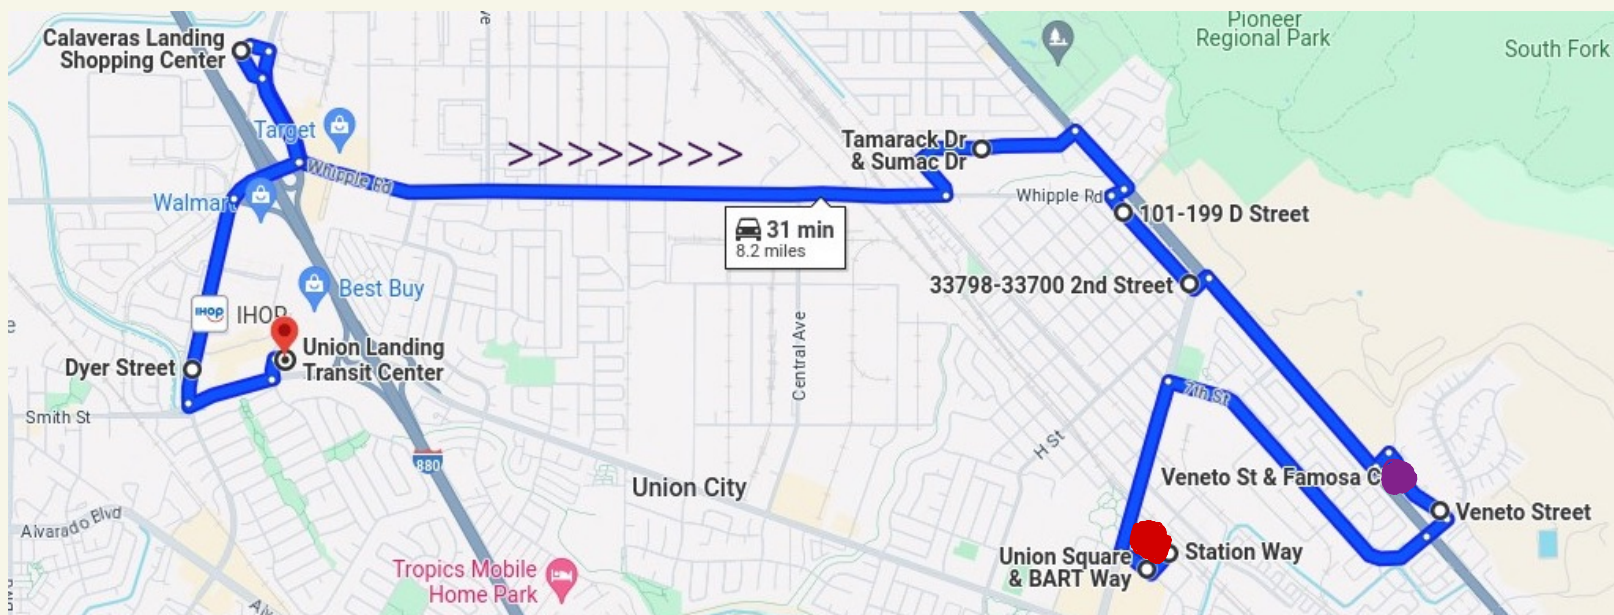 Calaveras Landing
Shopping Center
Pioneer
Regional Park
South Fork
Target
>>>>>>>>
Tamarack Dr
& Sumac Dr
Whipple Rd
Whipple Rd
Walmart
101-199 D Street
31 min
8.2 miles
33798-33700 2nd Street
Best Buy
IHOP
IHOP
Union Landing
Transit Center
Dyer Street
Central Ave
7th St
Smith St
H St
880
Union City
Veneto St & Famosa
Veneto Street
Alvarado Blvd
Union Square
& BART Way
Station Way
Tropics Mobile
Home Park